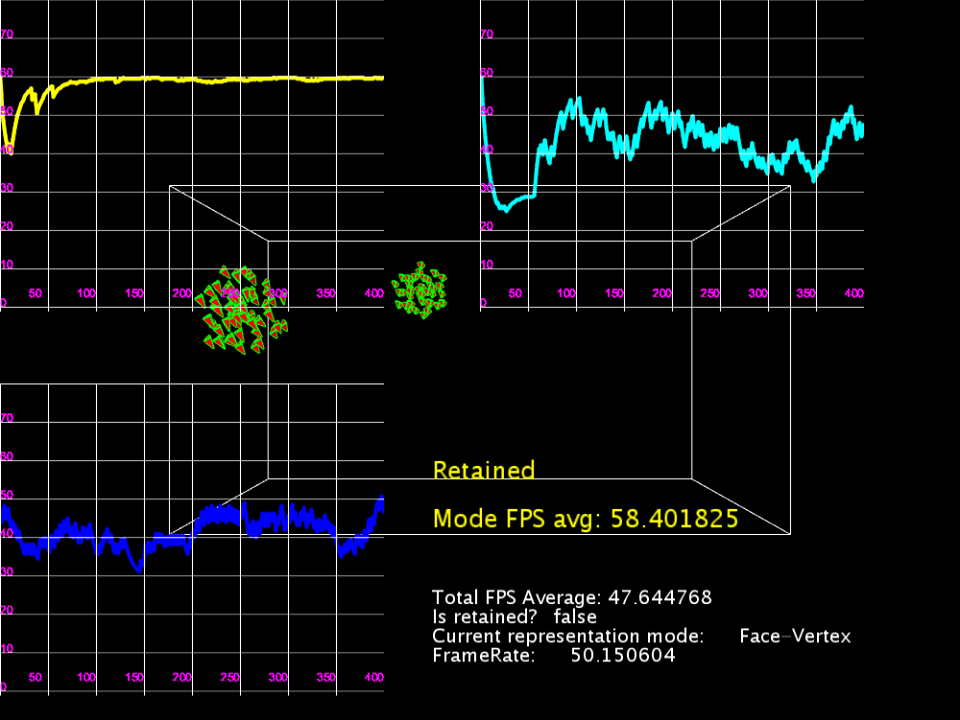 70
60
50
40
30
20
10
0
50 100 150 200 250 300 350 400
70
60
50
40
30
20
10
0
50 100 150 200 250 300 350 400
70
60
50
40
30
20
10
0
50 100 150 200 250 300 350 400
Retained
Mode FPS avg: 58.401825
Total FPS Average: 47.644768
Is retained? false
Current representation mode: Face-Vertex
FrameRate: 50.150604